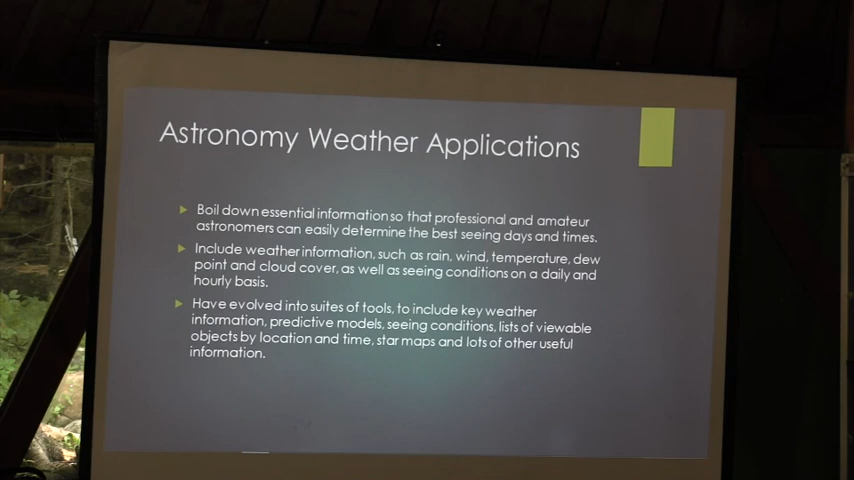 Astronomy Weather Applications
Boil down essential information so that professional and amateur
astronomers can easily determine the best seeing days and times.
Include weather information, such as rain, wind, temperature, dew
point and cloud cover, as well as seeing conditions on a daily and
hourly basis.
Have evolved into suites of tools, to include key weather
information, predictive models, seeing conditions, lists of viewable
objects by location and time, star maps and lots of other useful
information.